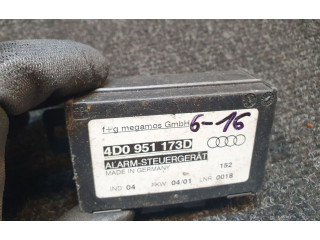 f+g megamos GmbH
6-16
4D0 951 173D
ALARM-STEUERGERÄT
MADE IN GERMANY
152
IND 04 PKW 04 01 LNR 0018